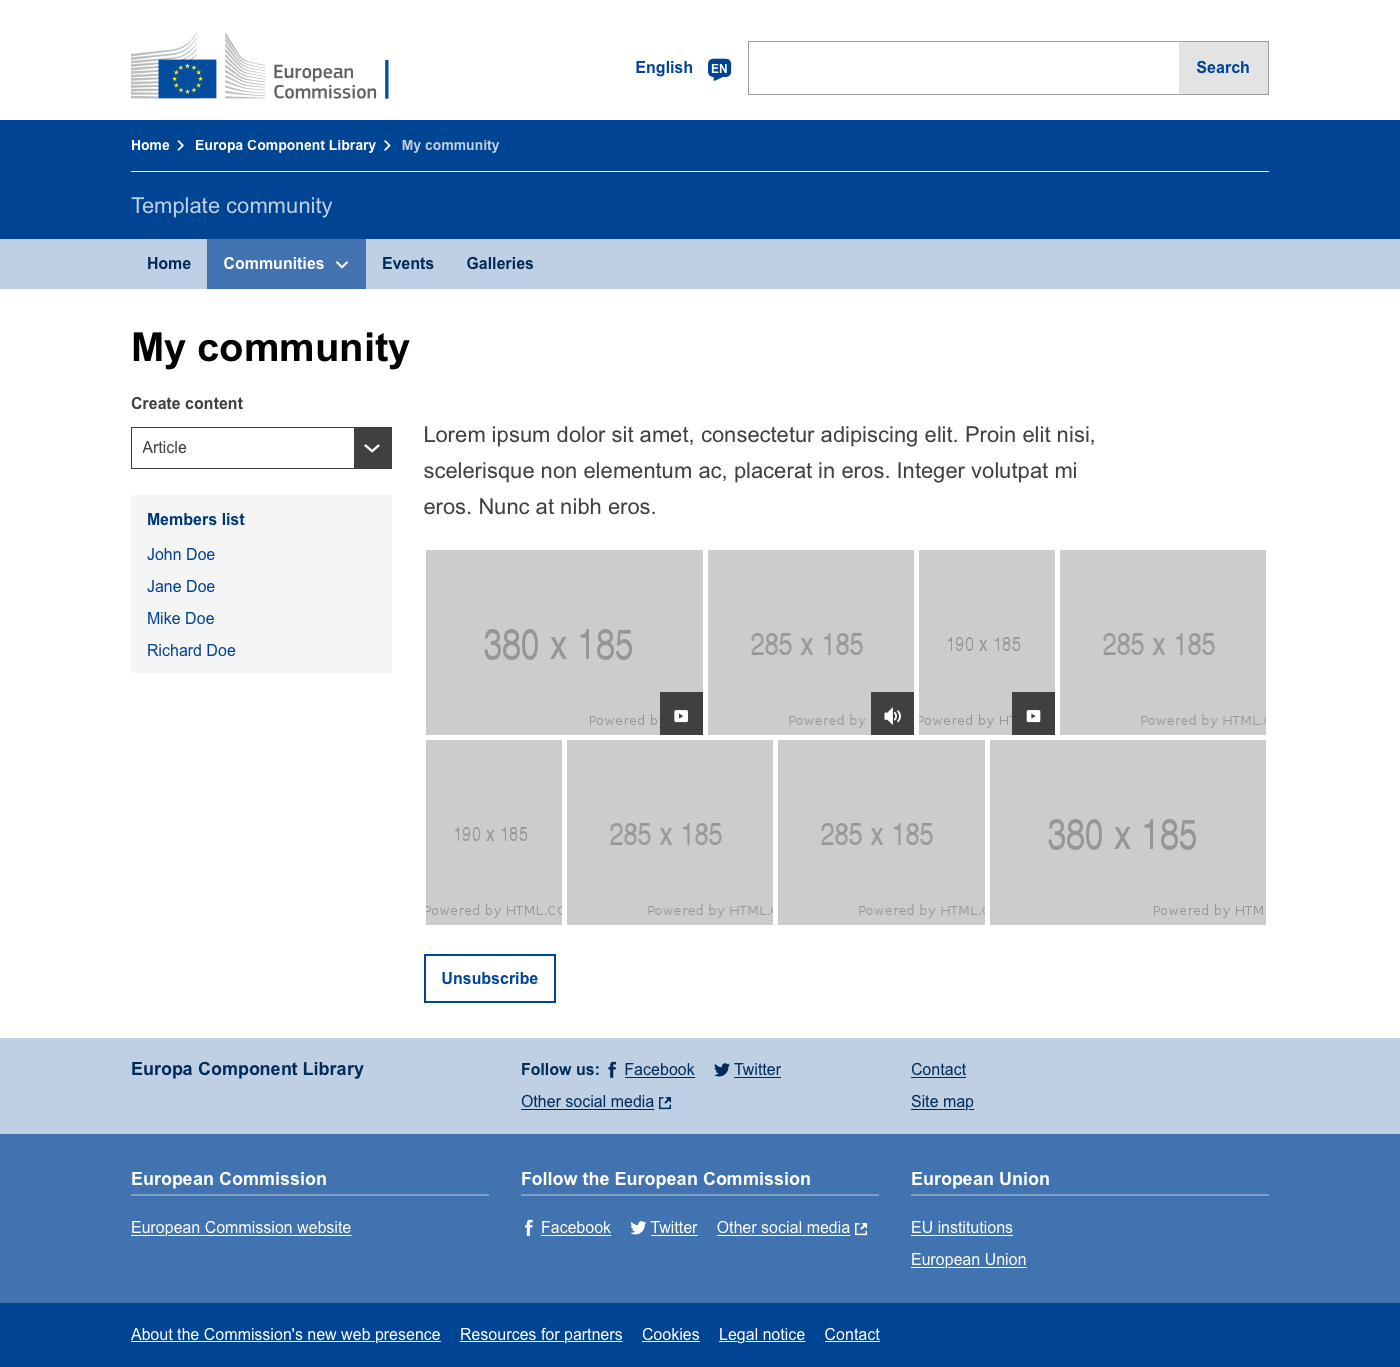 European
Commission
English EN Search
Home Europa Component Library My community
Template community
Home Communities Events Galleries
My community
Create content
Article
Members list
John Doe
Jane Doe
Mike Doe
Richard Doe
Lorem ipsum dolor sit amet, consectetur adipiscing elit. Proin elit nisi,
scelerisque non elementum ac, placerat in eros. Integer volutpat mi
eros. Nunc at nibh eros.
380 x 185 285 x 185 190 x 185 285 x 185
Powered by Powered by Powered by HT Powered by HTML.C
190 x 185 285 x 185 285 x 185 380 x 185
Powered by HTML.CO Powered by HTML. Powered by HTML.C Powered by HTM
Unsubscribe
Europa Component Library
Follow us: Facebook Twitter
Other social media
Contact
Site map
European Commission
European Commission website
Follow the European Commission
Facebook Twitter Other social media
European Union
EU institutions
European Union
About the Commission's new web presence Resources for partners Cookies Legal notice Contact